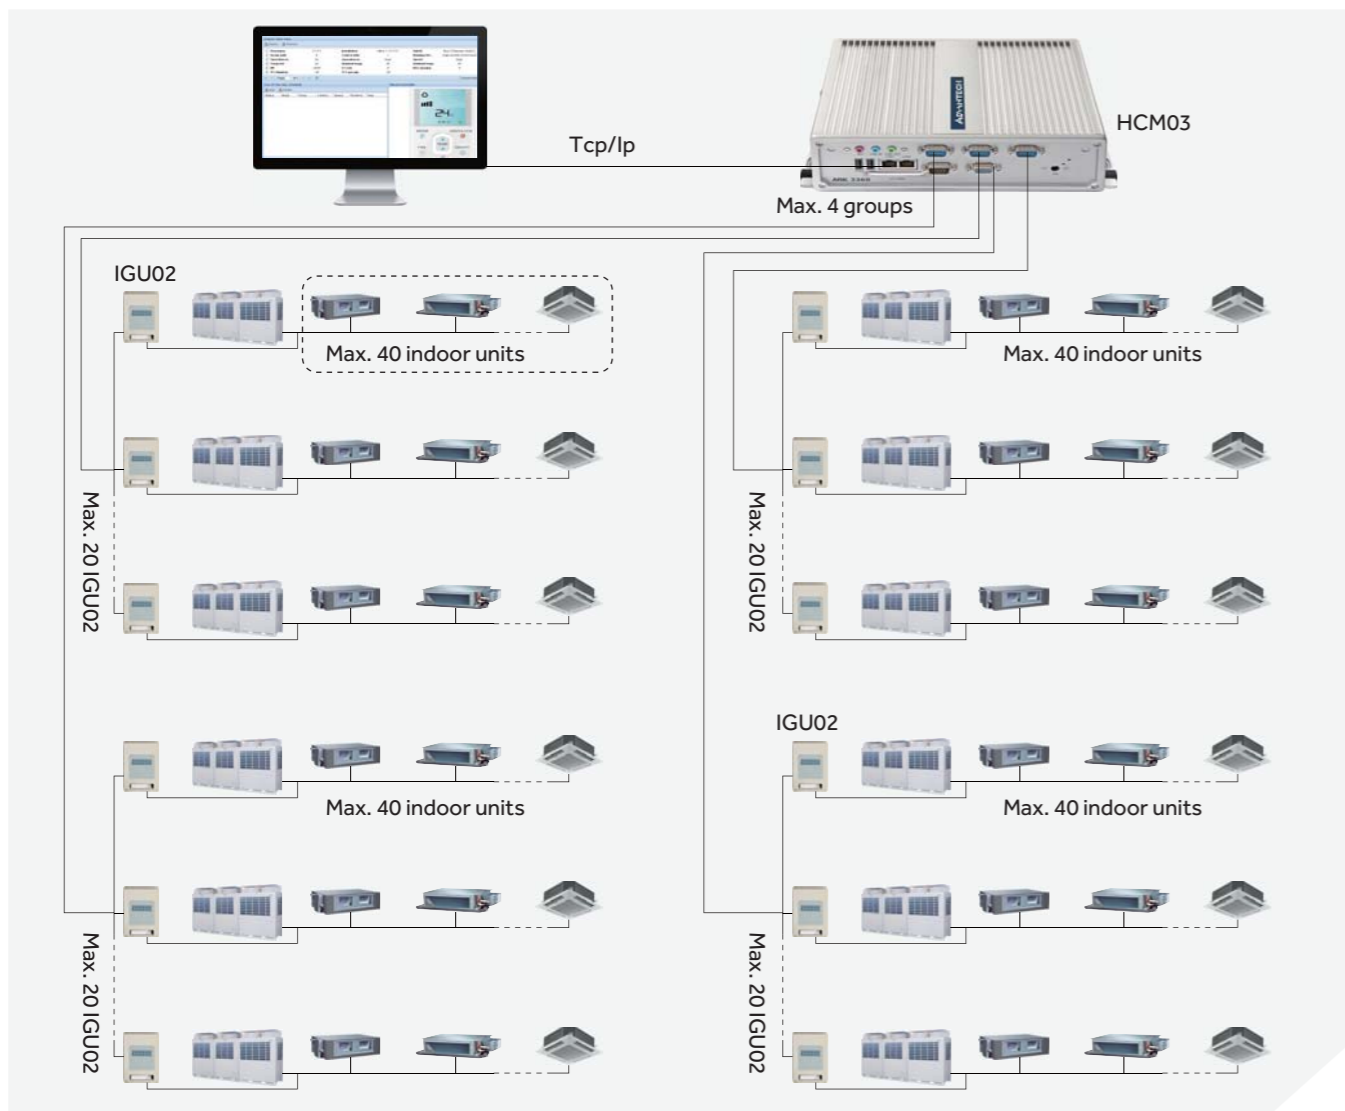 Tcp/Ip
ADVANTECH
HCM03
Max. 4 groups
IGU02
Max. 40 indoor units
Max. 20 IGU02
Max. 40 indoor units
Max. 20 IGU02
Max. 40 indoor units
Max. 20 IGU02
IGU02
Max. 40 indoor units
Max. 20 IGU02